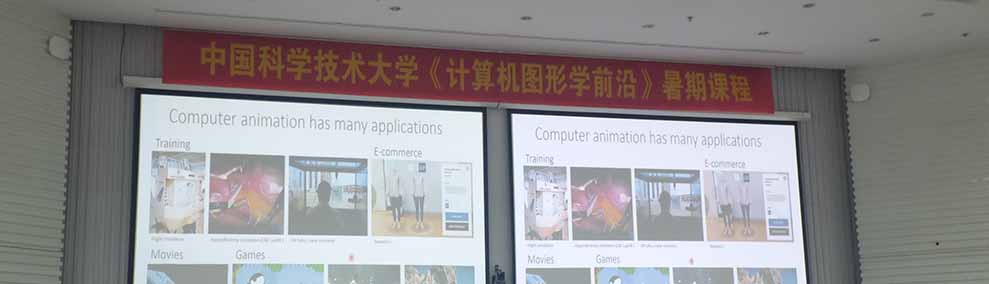 中国科学技术大学《计算机图形学前沿》暑期课程
Computer animation has many applications
Training
E-commerce
Movies
Games
Computer animation has many applications
Training
E-commerce
Movies
Games